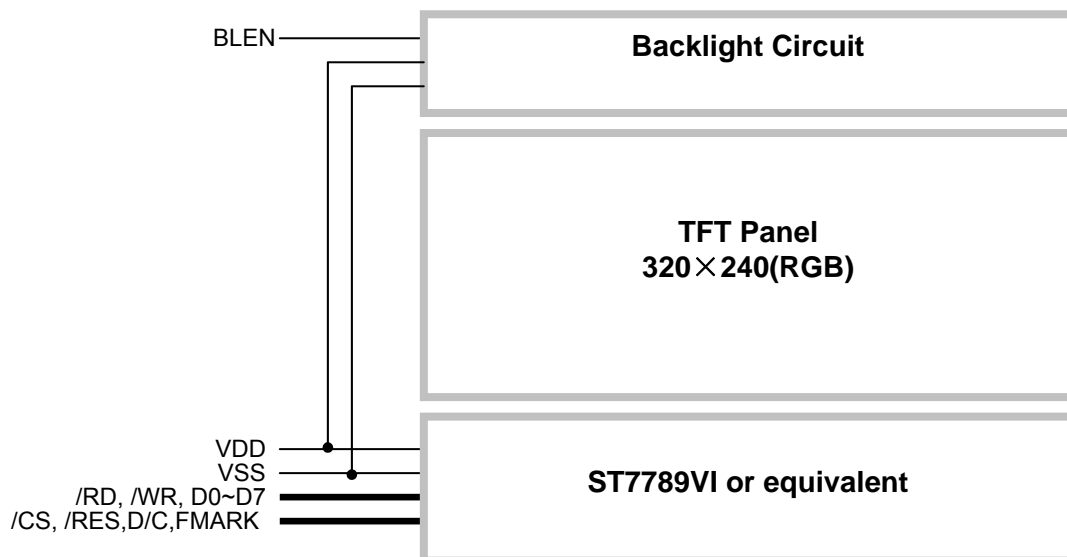 BLEN
Backlight Circuit
TFT Panel
320×240(RGB)
VDD
VSS
/RD, /WR, D0~D7
/CS, /RES,D/C,FMARK
ST7789VI or equivalent